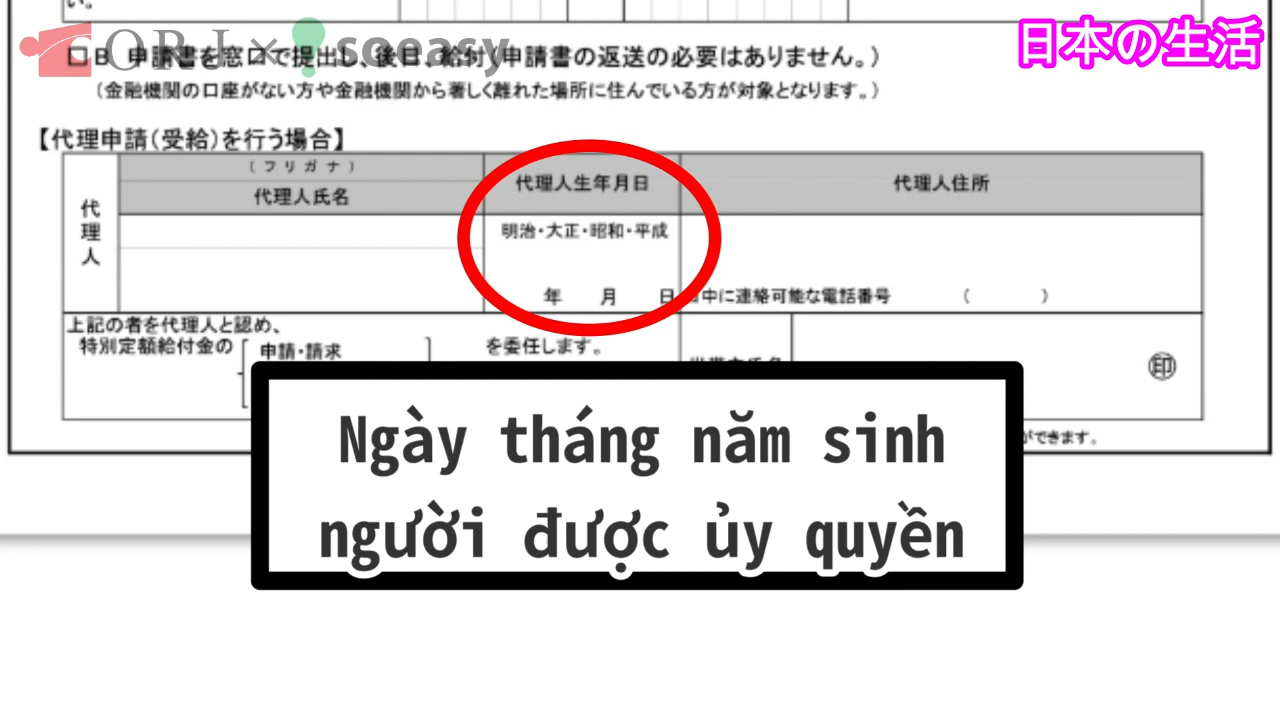 い。
ORJ × soeasy
日本の生活
□ B 申請書を窓口で提出し、後日、給付(申請書の返送の必要はありません。)
(金融機関の口座がない方や金融機関から著しく離れた場所に住んでいる方が対象となります。)
【代理申請(受給)を行う場合】
代理人
(フリガナ)
代理人氏名
代理人生年月日
代理人住所
明治・大正・昭和・平成
年 月 日
日中に連絡可能な電話番号 ( )
上記の者を代理人と認め、
特別定額給付金の 申請・請求 を委任します。
㊞
ができます。
Ngày tháng năm sinh
người được ủy quyền